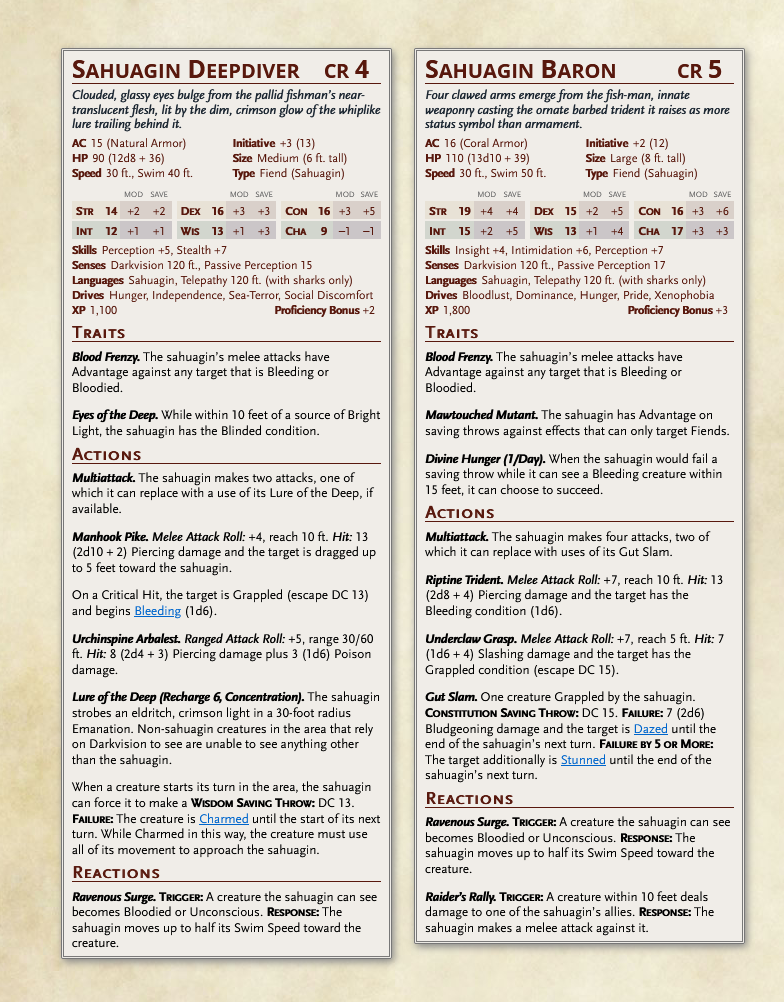 SAHUAGIN DEEPDIVER CR 4
Clouded, glassy eyes bulge from the pallid fishman's near-
translucent flesh, lit by the dim, crimson glow of the whiplike
lure trailing behind it.
AC 15 (Natural Armor) Initiative +3 (13)
HP 90 (12d8 + 36) Size Medium (6 ft. tall)
Speed 30 ft., Swim 40 ft. Type Fiend (Sahuagin)
MOD SAVE MOD SAVE MOD SAVE
STR 14 +2 +2 DEX 16 +3 +3 CON 16 +3 +5
INT 12 +1 +1 WIS 13 +1 +3 CHA 9 −1 −1
Skills Perception +5, Stealth +7
Senses Darkvision 120 ft., Passive Perception 15
Languages Sahuagin, Telepathy 120 ft. (with sharks only)
Drives Hunger, Independence, Sea-Terror, Social Discomfort
XP 1,100 Proficiency Bonus +2
TRAITS
Blood Frenzy. The sahuagin's melee attacks have
Advantage against any target that is Bleeding or
Bloodied.
Eyes of the Deep. While within 10 feet of a source of Bright
Light, the sahuagin has the Blinded condition.
ACTIONS
Multiattack. The sahuagin makes two attacks, one of
which it can replace with a use of its Lure of the Deep, if
available.
Manhook Pike. Melee Attack Roll: +4, reach 10 ft. Hit: 13
(2d10 + 2) Piercing damage and the target is dragged up
to 5 feet toward the sahuagin.
On a Critical Hit, the target is Grappled (escape DC 13)
and begins Bleeding (1d6).
Urchinspine Arbalest. Ranged Attack Roll: +5, range 30/60
ft. Hit: 8 (2d4 + 3) Piercing damage plus 3 (1d6) Poison
damage.
Lure of the Deep (Recharge 6, Concentration). The sahuagin
strobes an eldritch, crimson light in a 30-foot radius
Emanation. Non-sahuagin creatures in the area that rely
on Darkvision to see are unable to see anything other
than the sahuagin.
When a creature starts its turn in the area, the sahuagin
can force it to make a WISDOM SAVING THROW: DC 13.
FAILURE: The creature is Charmed until the start of its next
turn. While Charmed in this way, the creature must use
all of its movement to approach the sahuagin.
REACTIONS
Ravenous Surge. TRIGGER: A creature the sahuagin can see
becomes Bloodied or Unconscious. RESPONSE: The
sahuagin moves up to half its Swim Speed toward the
creature.
SAHUAGIN BARON CR 5
Four clawed arms emerge from the fish-man, innate
weaponry casting the ornate barbed trident it raises as more
status symbol than armament.
AC 16 (Coral Armor) Initiative +2 (12)
HP 110 (13d10 + 39) Size Large (8 ft. tall)
Speed 30 ft., Swim 50 ft. Type Fiend (Sahuagin)
MOD SAVE MOD SAVE MOD SAVE
STR 19 +4 +4 DEX 15 +2 +5 CON 16 +3 +6
INT 15 +2 +5 WIS 13 +1 +4 CHA 17 +3 +3
Skills Insight +4, Intimidation +6, Perception +7
Senses Darkvision 120 ft., Passive Perception 17
Languages Sahuagin, Telepathy 120 ft. (with sharks only)
Drives Bloodlust, Dominance, Hunger, Pride, Xenophobia
XP 1,800 Proficiency Bonus +3
TRAITS
Blood Frenzy. The sahuagin's melee attacks have
Advantage against any target that is Bleeding or
Bloodied.
Mawtouched Mutant. The sahuagin has Advantage on
saving throws against effects that can only target Fiends.
Divine Hunger (1/Day). When the sahuagin would fail a
saving throw while it can see a Bleeding creature within
15 feet, it can choose to succeed.
ACTIONS
Multiattack. The sahuagin makes four attacks, two of
which it can replace with uses of its Gut Slam.
Riptine Trident. Melee Attack Roll: +7, reach 10 ft. Hit: 13
(2d8 + 4) Piercing damage and the target has the
Bleeding condition (1d6).
Underclaw Grasp. Melee Attack Roll: +7, reach 5 ft. Hit: 7
(1d6 + 4) Slashing damage and the target has the
Grappled condition (escape DC 15).
Gut Slam. One creature Grappled by the sahuagin.
CONSTITUTION SAVING THROW: DC 15. FAILURE: 7 (2d6)
Bludgeoning damage and the target is Dazed until the
end of the sahuagin's next turn. FAILURE BY 5 OR MORE:
The target additionally is Stunned until the end of the
sahuagin's next turn.
REACTIONS
Ravenous Surge. TRIGGER: A creature the sahuagin can see
becomes Bloodied or Unconscious. RESPONSE: The
sahuagin moves up to half its Swim Speed toward the
creature.
Raider's Rally. TRIGGER: A creature within 10 feet deals
damage to one of the sahuagin's allies. RESPONSE: The
sahuagin makes a melee attack against it.